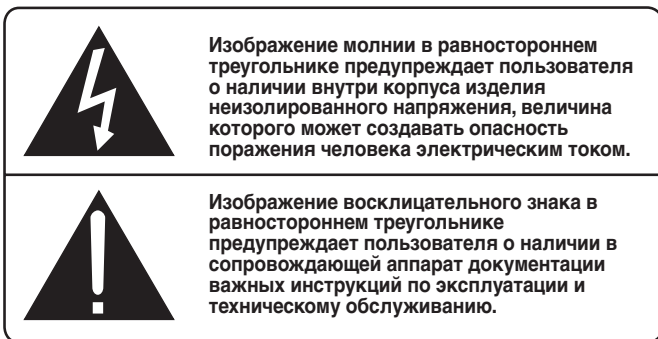 Изображение молнии в равностороннем
треугольнике предупреждает пользователя
о наличии внутри корпуса изделия
неизолированного напряжения, величина
которого может создавать опасность
поражения человека электрическим током.
Изображение восклицательного знака в
равностороннем треугольнике
предупреждает пользователя о наличии в
сопровождающей аппарат документации
важных инструкций по эксплуатации и
техническому обслуживанию.